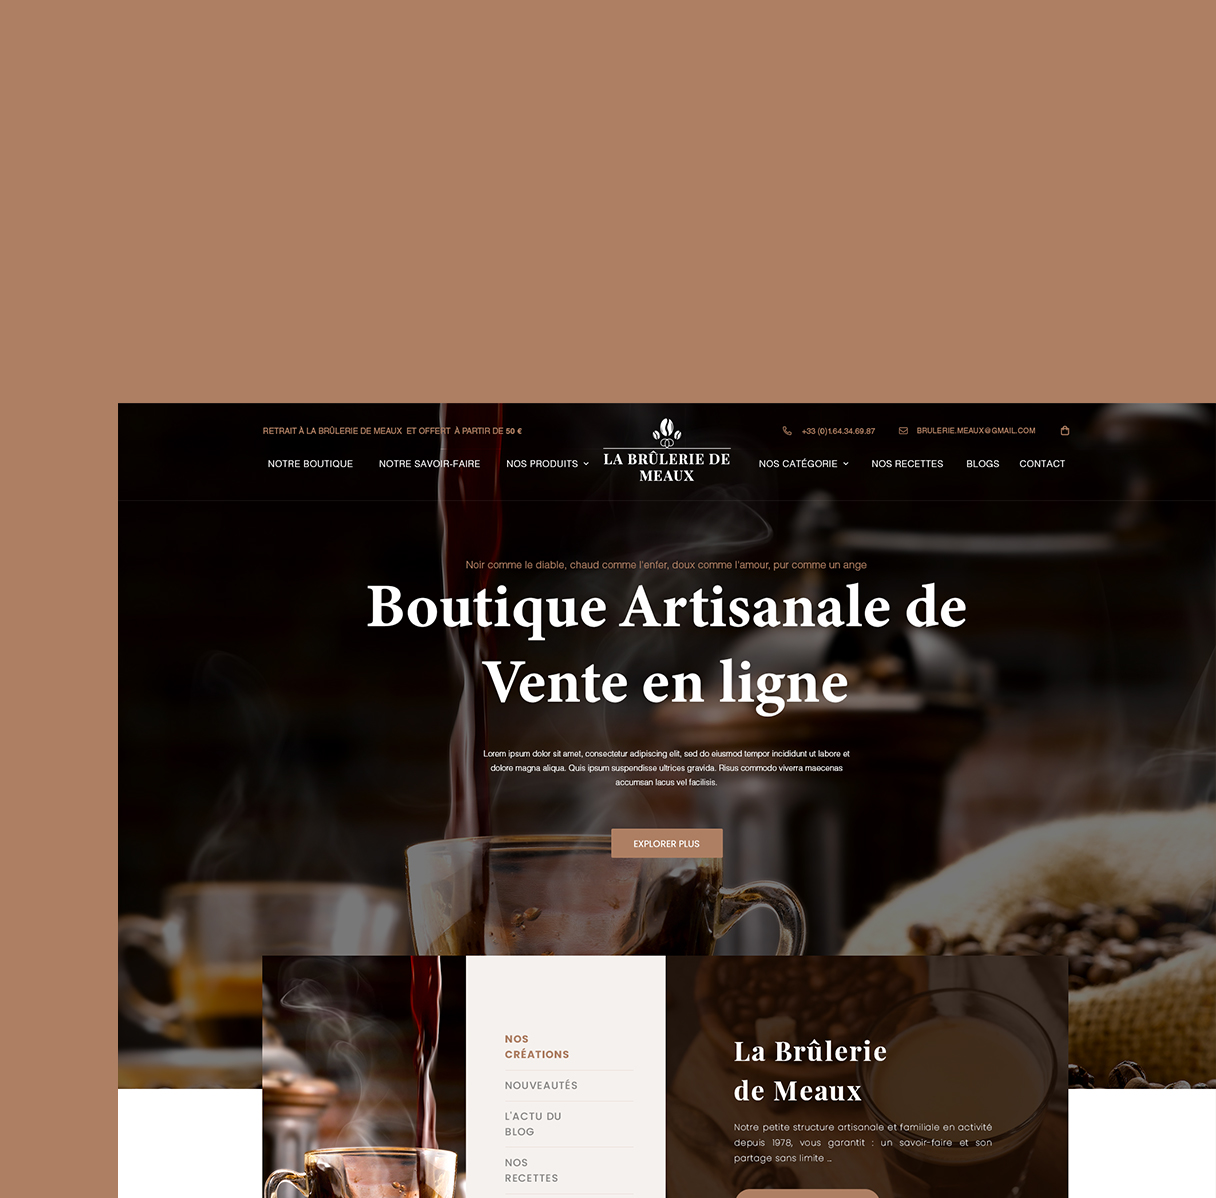 RETRAIT À LA BRÛLERIE DE MEAUX ET OFFERT À PARTIR DE 50 €
+33 (0)1.64.34.69.87
BRULERIE.MEAUX@GMAIL.COM
NOTRE BOUTIQUE
NOTRE SAVOIR-FAIRE
NOS PRODUITS
LA BRÛLERIE DE
MEAUX
NOS CATÉGORIE
NOS RECETTES
BLOGS
CONTACT
Noir comme le diable, chaud comme l'enfer, doux comme l'amour, pur comme un ange
Boutique Artisanale de
Vente en ligne
Lorem ipsum dolor sit amet, consectetur adipiscing elit, sed do eiusmod tempor incididunt ut labore et
dolore magna aliqua. Quis ipsum suspendisse ultrices gravida. Risus commodo viverra maecenas
accumsan lacus vel facilisis.
EXPLORER PLUS
NOS
CRÉATIONS
NOUVEAUTÉS
L'ACTU DU
BLOG
NOS
RECETTES
La Brûlerie
de Meaux
Notre petite structure artisanale et familiale en activité
depuis 1978, vous garantit : un savoir-faire et son
partage sans limite ...